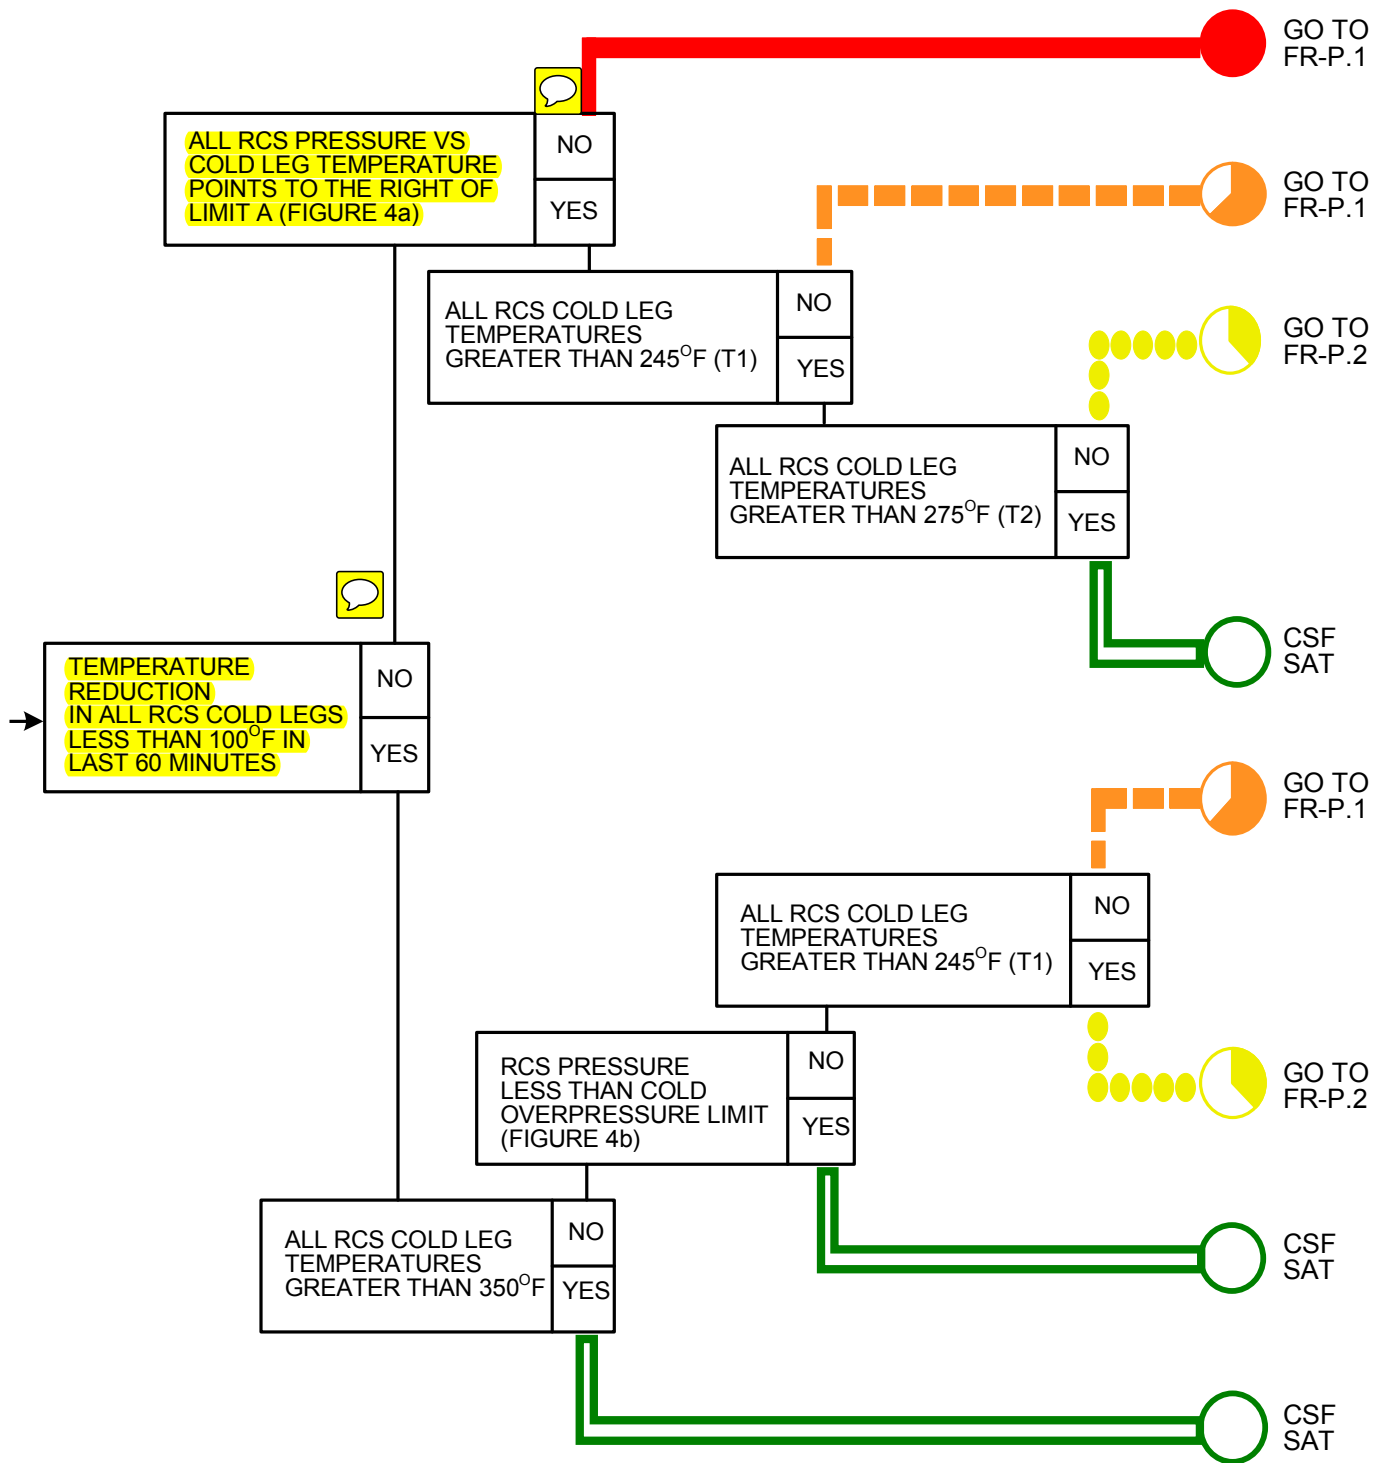 GO TO
FR-P.1
ALL RCS PRESSURE VS
COLD LEG TEMPERATURE
POINTS TO THE RIGHT OF
LIMIT A (FIGURE 4a)
NO
YES
GO TO
FR-P.1
ALL RCS COLD LEG
TEMPERATURES
GREATER THAN 245°F (T1)
NO
YES
GO TO
FR-P.2
ALL RCS COLD LEG
TEMPERATURES
GREATER THAN 275°F (T2)
NO
YES
CSF
SAT
TEMPERATURE
REDUCTION
IN ALL RCS COLD LEGS
LESS THAN 100°F IN
LAST 60 MINUTES
NO
YES
GO TO
FR-P.1
ALL RCS COLD LEG
TEMPERATURES
GREATER THAN 245°F (T1)
NO
YES
GO TO
FR-P.2
RCS PRESSURE
LESS THAN COLD
OVERPRESSURE LIMIT
(FIGURE 4b)
NO
YES
CSF
SAT
ALL RCS COLD LEG
TEMPERATURES
GREATER THAN 350°F
NO
YES
CSF
SAT